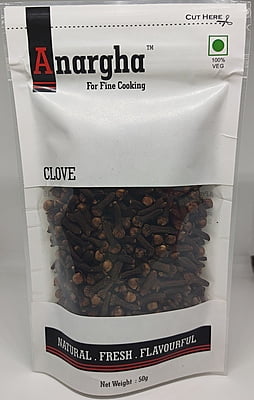 CUT HERE
Anargha™
For Fine Cooking
100%
VEG
CLOVE
NATURAL . FRESH . FLAVOURFUL
Net Weight : 50g